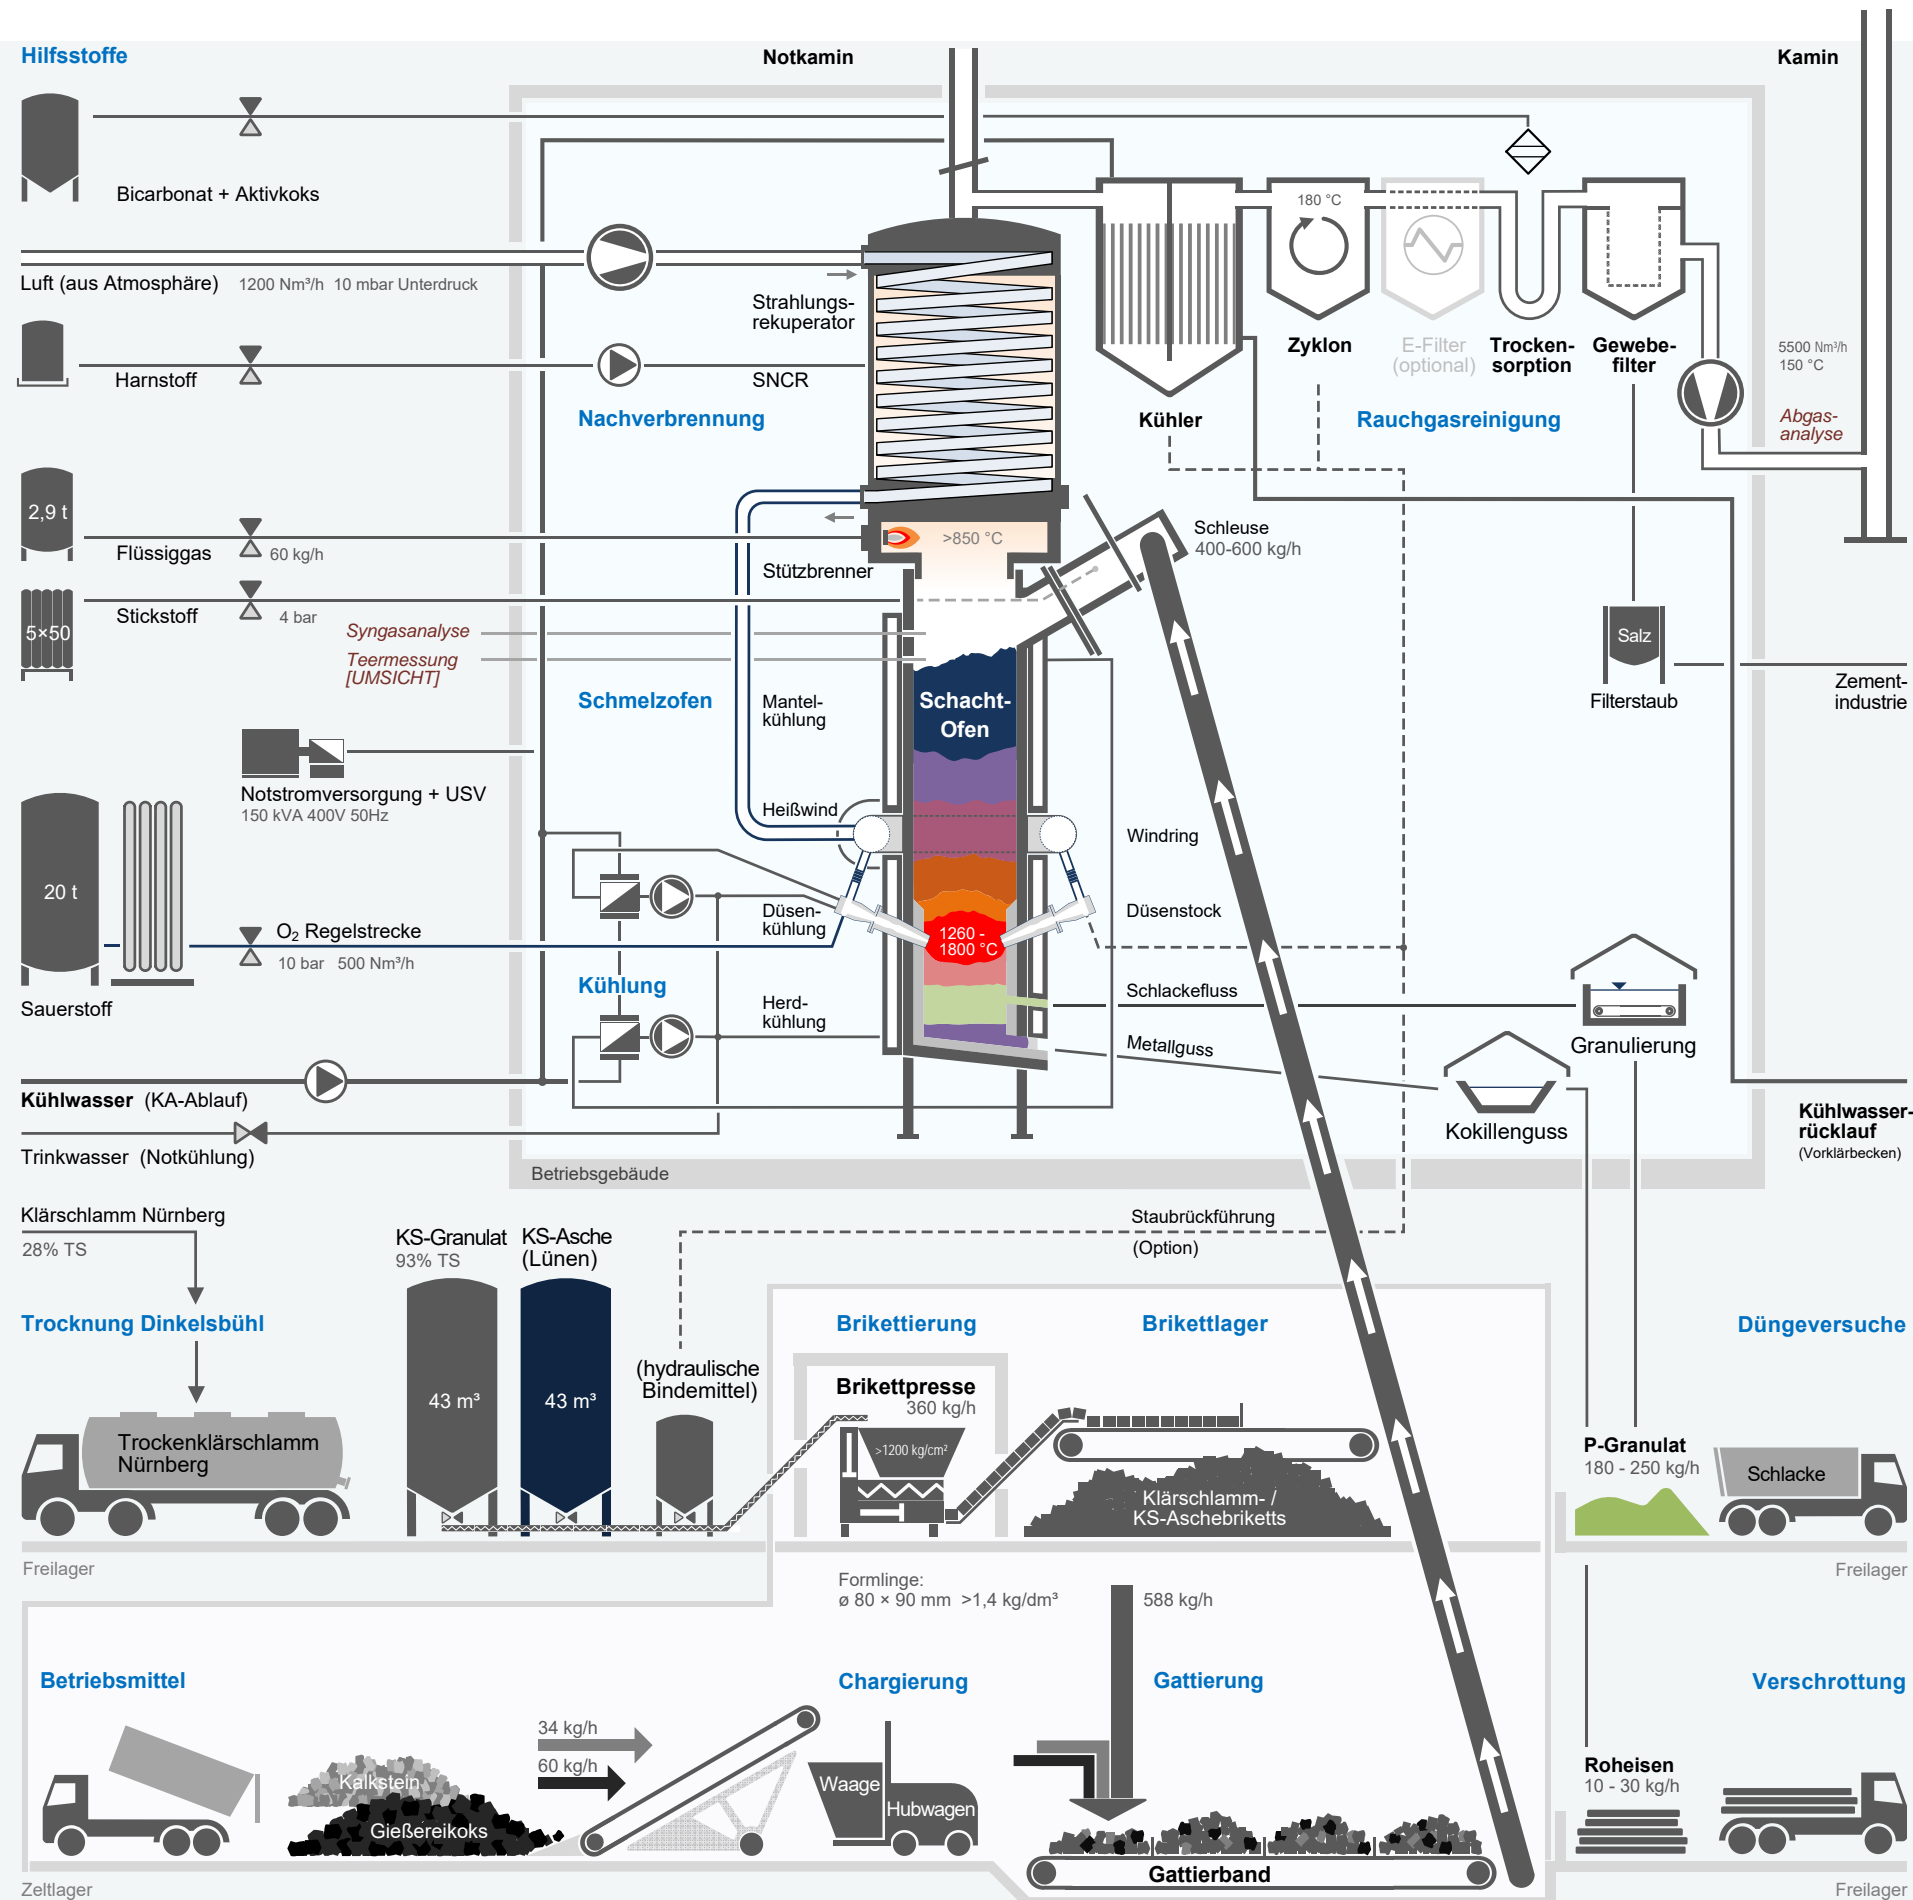 Hilfsstoffe
Notkamin
Kamin
Bicarbonat + Aktivkoks
180 °C
Luft (aus Atmosphäre) 1200 Nm³/h 10 mbar Unterdruck
Strahlungs-
rekuperator
Zyklon
E-Filter
(optional)
Trocken-
sorption
Gewebe-
filter
5500 Nm³/h
150 °C
Harnstoff
SNCR
Nachverbrennung
Kühler
Rauchgasreinigung
Abgas-
analyse
2,9 t
Flüssiggas
60 kg/h
>850 °C
Schleuse
400-600 kg/h
Stützbrenner
5×50
Stickstoff
4 bar
Syngasanalyse
Teermessung
[UMSICHT]
Salz
Filterstaub
Zement-
industrie
Schmelzofen
Mantel-
kühlung
Schacht-
Ofen
Notstromversorgung + USV
150 kVA 400V 50Hz
Heißwind
Windring
20 t
O₂ Regelstrecke
10 bar 500 Nm³/h
Sauerstoff
Düsen-
kühlung
Düsenstock
1260 -
1800 °C
Kühlung
Herd-
kühlung
Schlackefluss
Metallguss
Granulierung
Kokillenguss
Kühlwasser (KA-Ablauf)
Trinkwasser (Notkühlung)
Kühlwasser-
rücklauf
(Vorklärbecken)
Betriebsgebäude
Klärschlamm Nürnberg
28% TS
KS-Granulat
93% TS
KS-Asche
(Lünen)
Staubrückführung
(Option)
Trocknung Dinkelsbühl
Brikettierung
Brikettlager
Düngeversuche
43 m³
43 m³
(hydraulische
Bindemittel)
Brikettpresse
360 kg/h
>1200 kg/cm²
Trockenklärschlamm
Nürnberg
Klärschlamm- /
KS-Aschebriketts
P-Granulat
180 - 250 kg/h
Schlacke
Freilager
Freilager
Formlinge:
ø 80 × 90 mm >1,4 kg/dm³
588 kg/h
Betriebsmittel
Chargierung
Gattierung
Verschrottung
34 kg/h
60 kg/h
Kalkstein
Gießereikoks
Waage
Hubwagen
Roheisen
10 - 30 kg/h
Gattierband
Zeltlager
Freilager